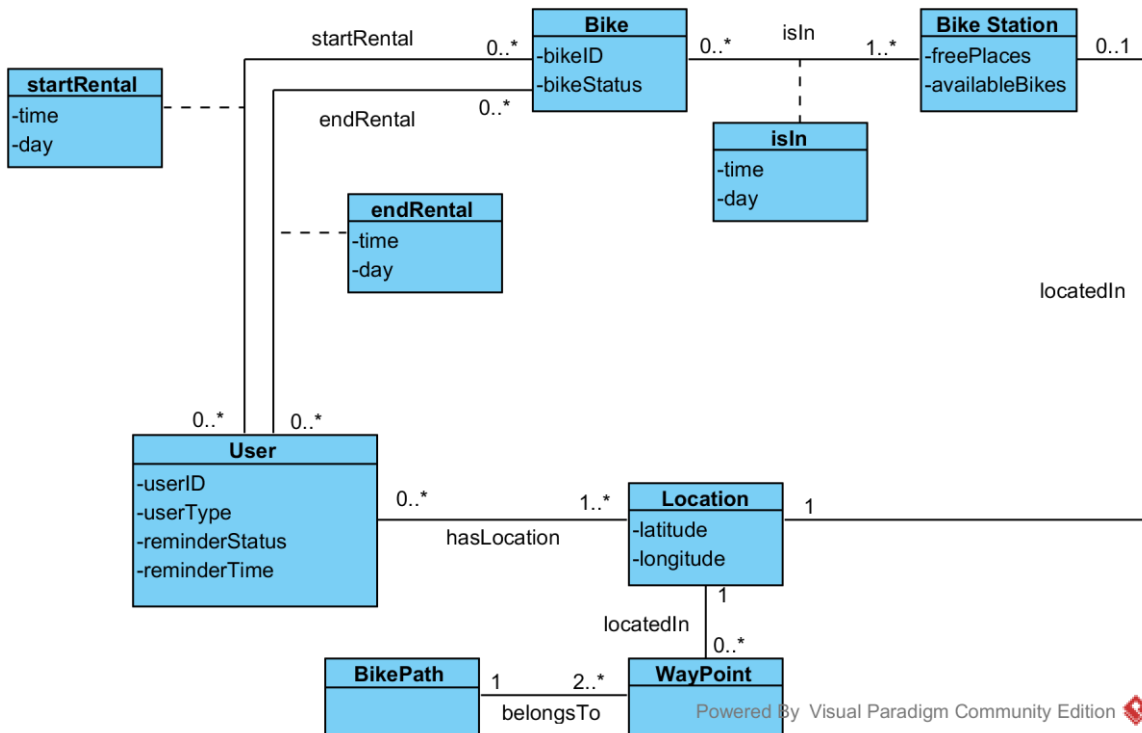 Bike
-bikeID
-bikeStatus
Bike Station
-freePlaces
-availableBikes
startRental
0..*
0..*
isIn
1..*
0..1
startRental
-time
-day
0..*
endRental
isIn
-time
-day
endRental
-time
-day
locatedIn
0..*
0..*
User
-userID
-userType
-reminderStatus
-reminderTime
0..*
1..*
hasLocation
Location
-latitude
-longitude
1
1
locatedIn
0..*
BikePath
1
2..*
belongsTo
WayPoint
Powered By Visual Paradigm Community Edition